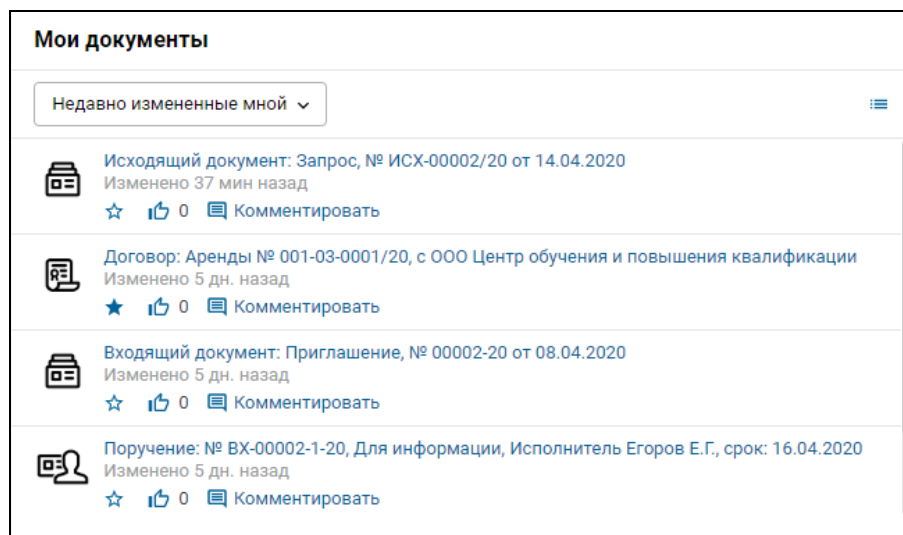 Мои документы
Недавно измененные мной
Исходящий документ: Запрос, № ИСХ-00002/20 от 14.04.2020
Изменено 37 мин назад
0 Комментировать
Договор: Аренды № 001-03-0001/20, с ООО Центр обучения и повышения квалификации
Изменено 5 дн. назад
0 Комментировать
Входящий документ: Приглашение, № 00002-20 от 08.04.2020
Изменено 5 дн. назад
0 Комментировать
Поручение: № ВХ-00002-1-20, Для информации, Исполнитель Егоров Е.Г., срок: 16.04.2020
Изменено 5 дн. назад
0 Комментировать